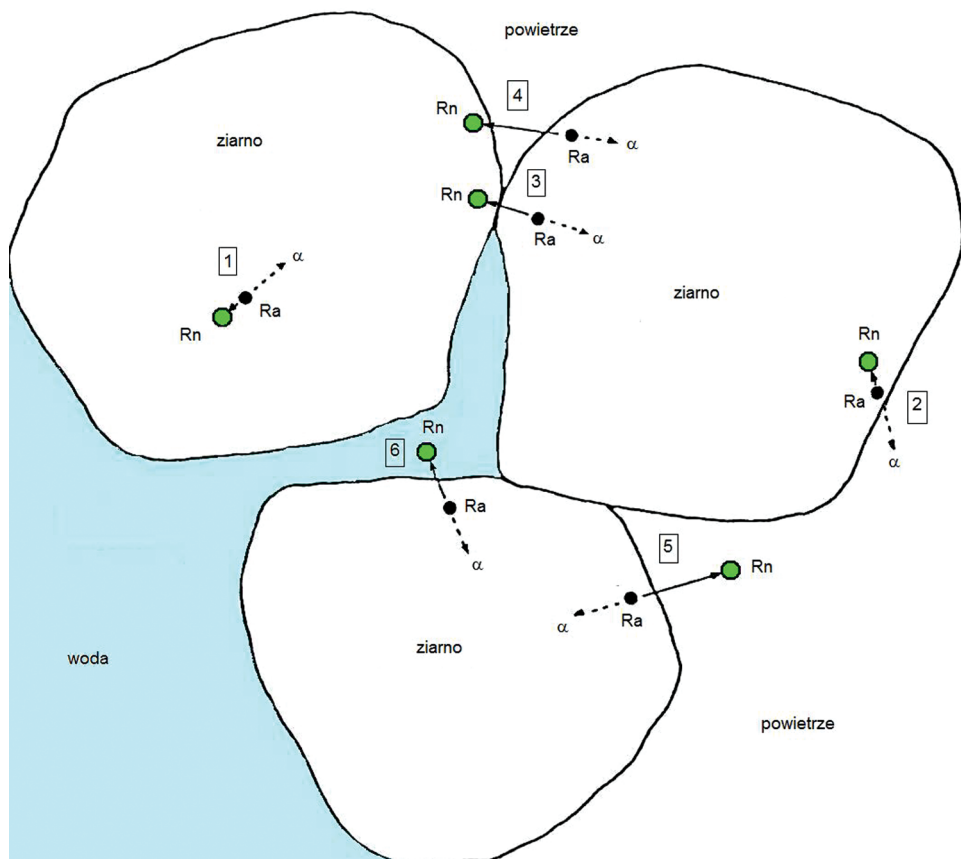 powietrze
4
Rn
ziarno
Ra
α
3
Rn
Ra
α
1
α
Ra
Rn
ziarno
Rn
Ra
2
α
Rn
6
Ra
α
5
Rn
Ra
α
ziarno
woda
powietrze